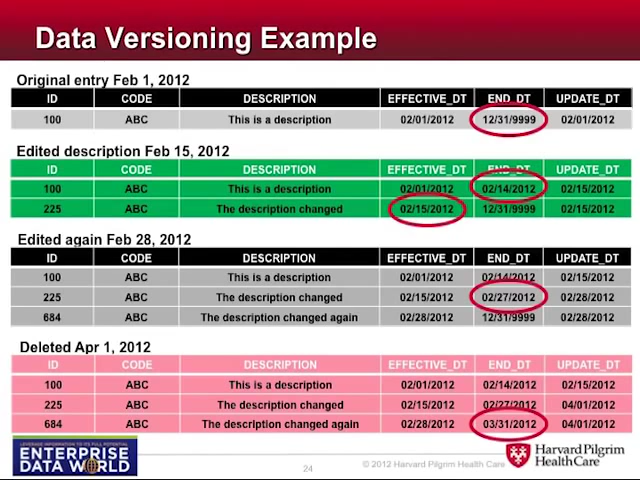 Data Versioning Example
Original entry Feb 1, 2012
ID CODE DESCRIPTION EFFECTIVE_DT END_DT UPDATE_DT
100 ABC This is a description 02/01/2012 12/31/9999 02/01/2012
Edited description Feb 15, 2012
ID CODE DESCRIPTION EFFECTIVE_DT END_DT UPDATE_DT
100 ABC This is a description 02/01/2012 02/14/2012 02/15/2012
225 ABC The description changed 02/15/2012 12/31/9999 02/15/2012
Edited again Feb 28, 2012
ID CODE DESCRIPTION EFFECTIVE_DT END_DT UPDATE_DT
100 ABC This is a description 02/01/2012 02/14/2012 02/15/2012
225 ABC The description changed 02/15/2012 02/27/2012 02/28/2012
684 ABC The description changed again 02/28/2012 12/31/9999 02/28/2012
Deleted Apr 1, 2012
ID CODE DESCRIPTION EFFECTIVE_DT END_DT UPDATE_DT
100 ABC This is a description 02/01/2012 02/14/2012 02/15/2012
225 ABC The description changed 02/15/2012 02/27/2012 04/01/2012
684 ABC The description changed again 02/28/2012 03/31/2012 04/01/2012
LEVERAGE INFORMATION TO ITS FULL POTENTIAL
ENTERPRISE
DATA WORLD
24
© 2012 Harvard Pilgrim Health Care
Harvard Pilgrim
HealthCare